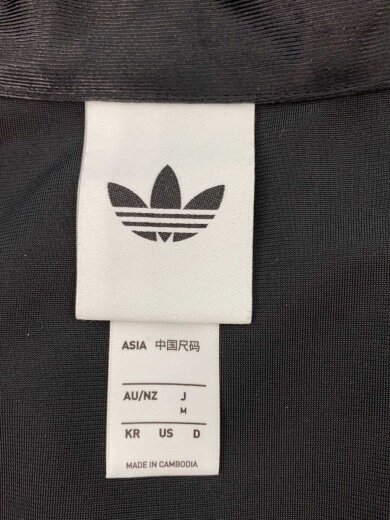 ASIA 中国尺码
AU/NZ J
M
KR US D
MADE IN CAMBODIA